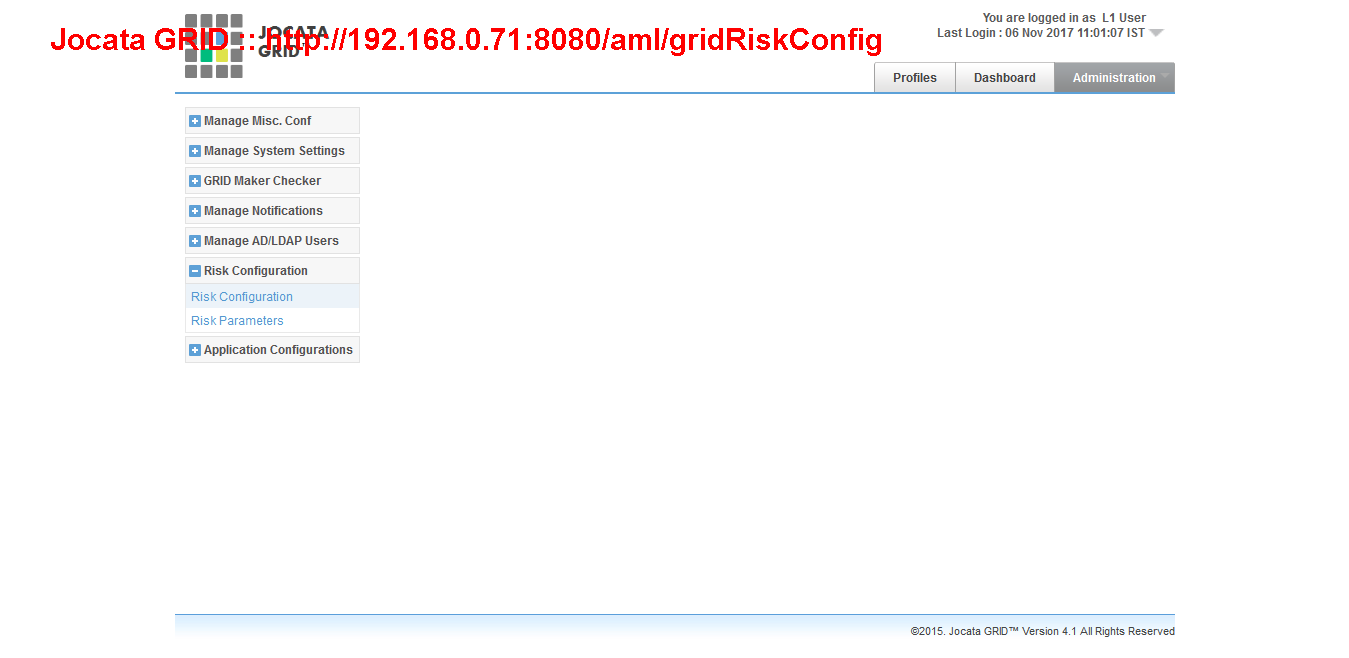 You are logged in as L1 User
Last Login : 06 Nov 2017 11:01:07 IST
JOCATA
GRID™
Jocata GRID :: http://192.168.0.71:8080/aml/gridRiskConfig
Profiles
Dashboard
Administration
Manage Misc. Conf
Manage System Settings
GRID Maker Checker
Manage Notifications
Manage AD/LDAP Users
Risk Configuration
Risk Configuration
Risk Parameters
Application Configurations
©2015. Jocata GRID™ Version 4.1 All Rights Reserved